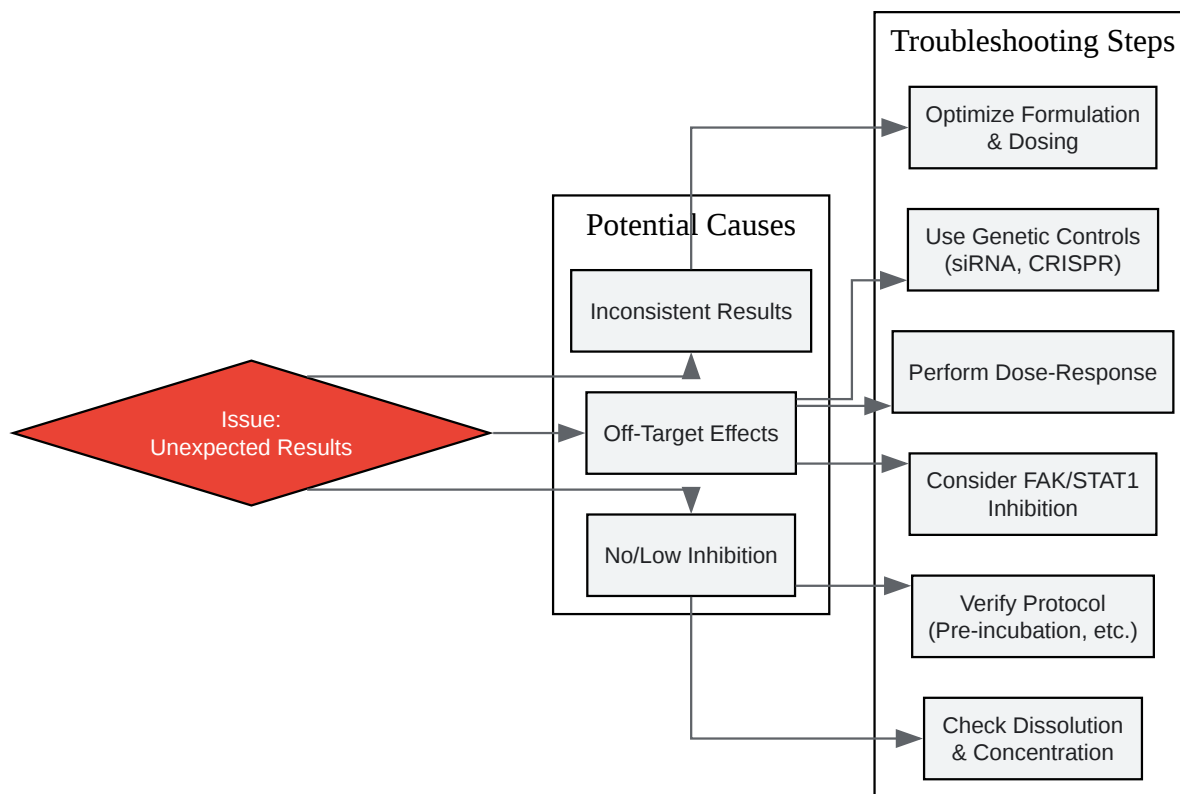 Issue:
Unexpected Results
Potential Causes
Inconsistent Results
Off-Target Effects
No/Low Inhibition
Troubleshooting Steps
Optimize Formulation
& Dosing
Use Genetic Controls
(siRNA, CRISPR)
Perform Dose-Response
Consider FAK/STAT1
Inhibition
Verify Protocol
(Pre-incubation, etc.)
Check Dissolution
& Concentration